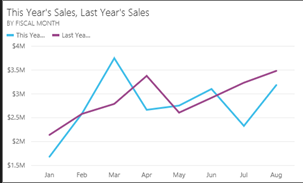 This Year's Sales, Last Year's Sales
BY FISCAL MONTH
This Yea... Last Yea...
$4M
$3.5M
$3M
$2.5M
$2M
$1.5M
Jan Feb Mar Apr May Jun Jul Aug